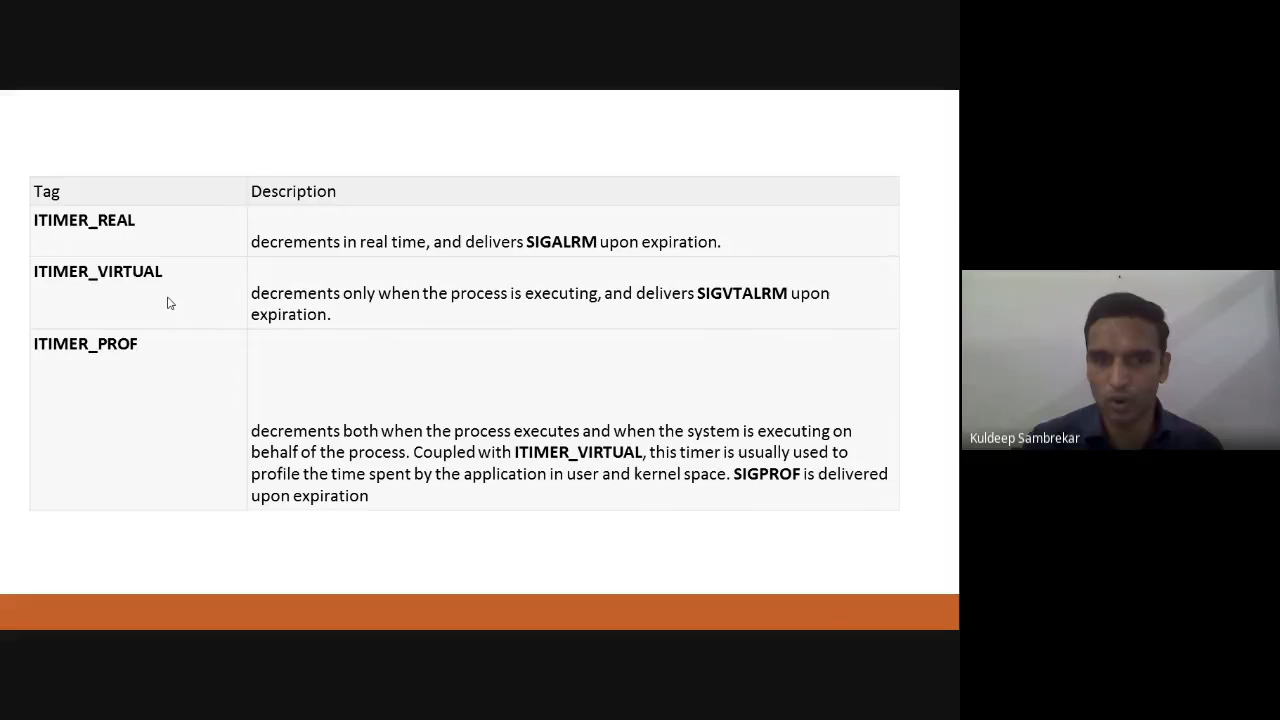 Tag Description
ITIMER_REAL
decrements in real time, and delivers SIGALRM upon expiration.
ITIMER_VIRTUAL
decrements only when the process is executing, and delivers SIGVTALRM upon
expiration.
ITIMER_PROF
decrements both when the process executes and when the system is executing on
behalf of the process. Coupled with ITIMER_VIRTUAL, this timer is usually used to
profile the time spent by the application in user and kernel space. SIGPROF is delivered
upon expiration
Kuldeep Sambrekar